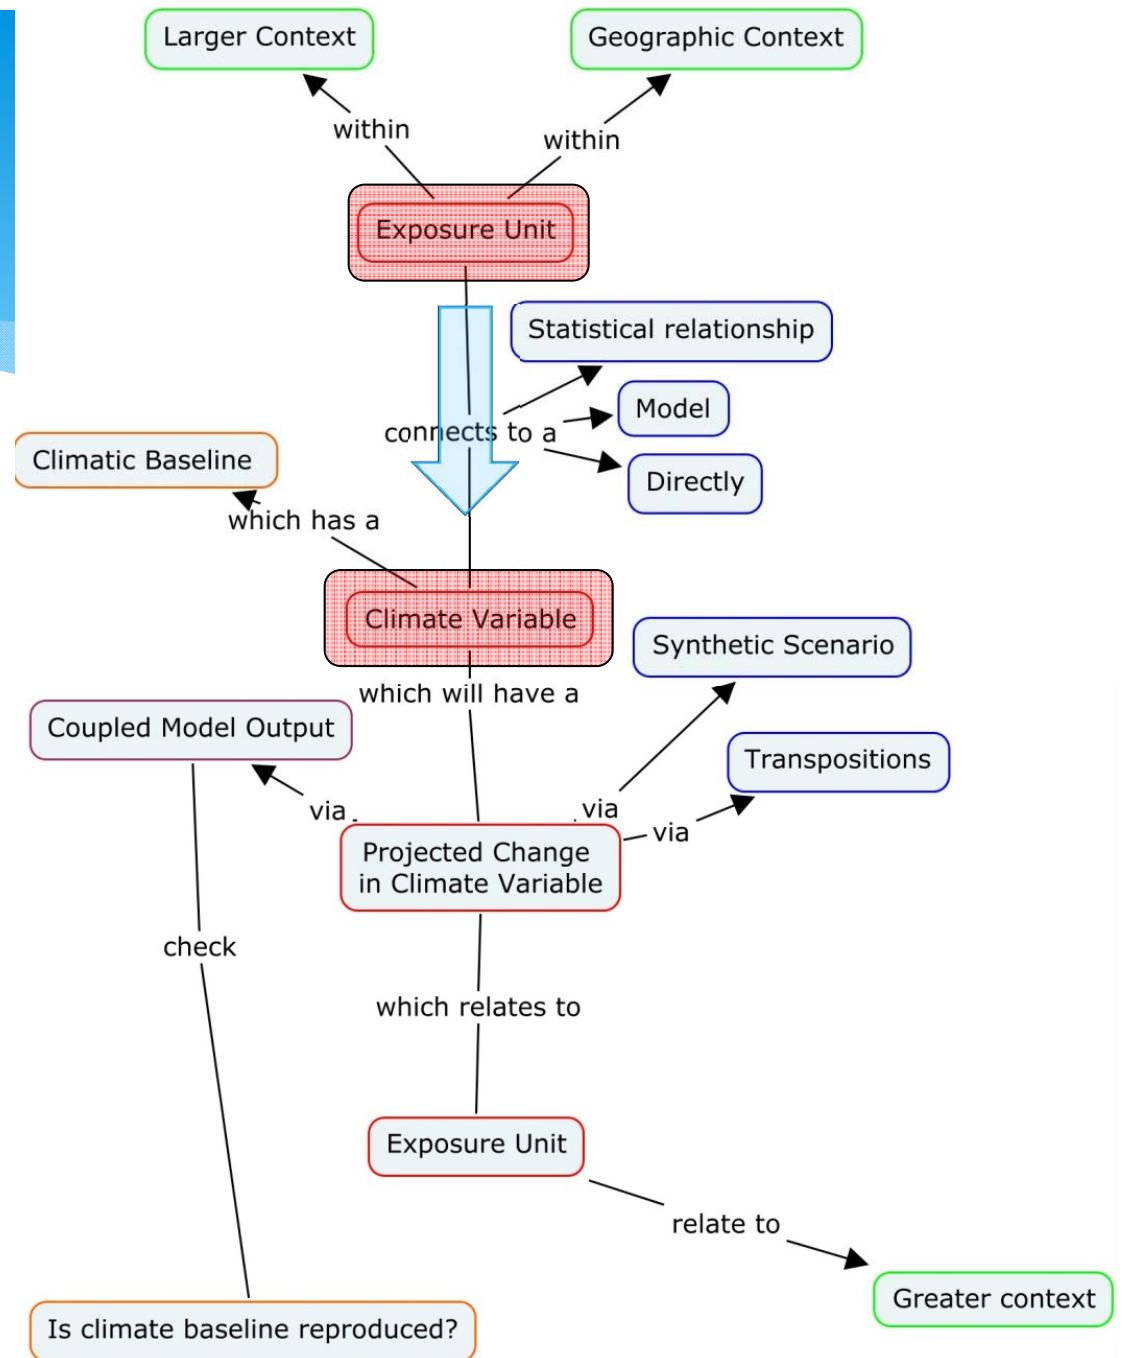 Larger Context
Geographic Context
within
within
Exposure Unit
Statistical relationship
Model
connects to a
Directly
Climatic Baseline
which has a
Climate Variable
Synthetic Scenario
which will have a
Coupled Model Output
Transpositions
via
via
via
Projected Change
in Climate Variable
check
which relates to
Exposure Unit
relate to
Greater context
Is climate baseline reproduced?